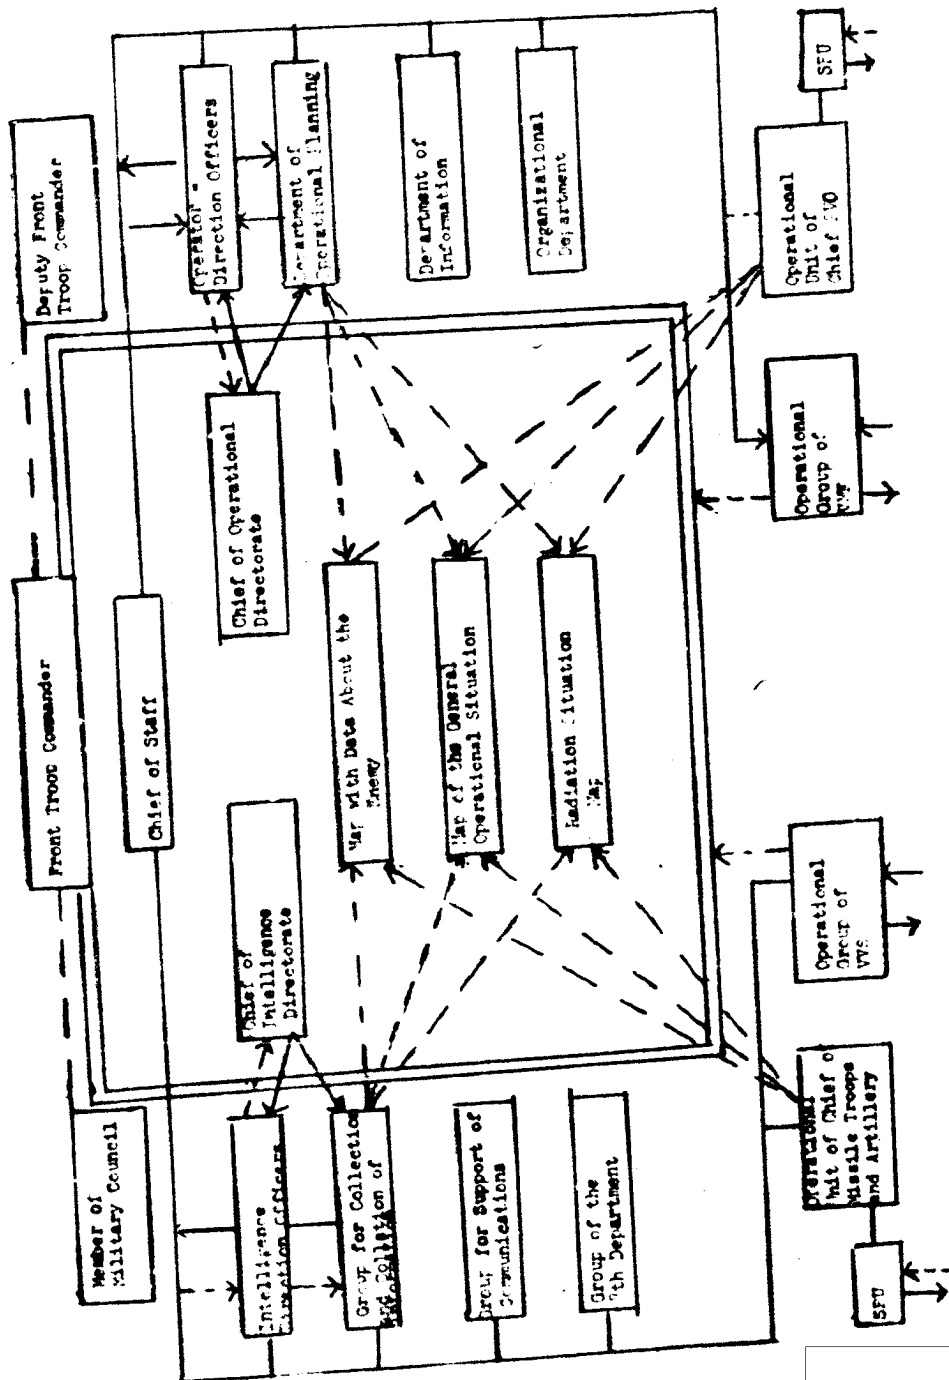 Member of
Military Council
Front Troop Commander
Deputy Front
Troop Commander
Chief of Staff
Intelligence
Direction Officers
Chief of
Intelligence
Directorate
Chief of Operational
Directorate
Operator -
Direction Officers
Group for Collection
and Collation of
Information
Map with Data About the
Enemy
Department of
Operational Planning
Group for Support of
Communications
Map of the General
Operational Situation
Department of
Information
Group of the
Department
Radiation Situation
Map
Organizational
Department
SPU
Operational
Unit of Chief of
Missile Troops
and Artillery
Operational
Group of
VVS
Operational
Group of
Operational
Unit of
Chief PVO
SPU